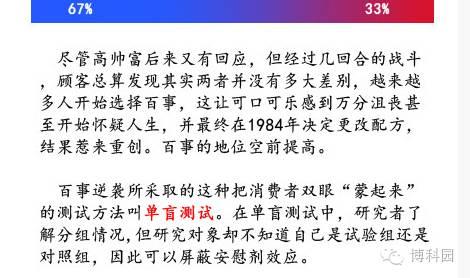 67% 33%
尽管高帅富后来又有回应，但经过几回合的战斗
，顾客总算发现其实两者并没有多大差别，越来越
多人开始选择百事，这让可口可乐感到万分沮丧甚
至开始怀疑人生，并最终在1984年决定更改配方，
结果惹来重创。百事的地位空前提高。
百事逆袭所采取的这种把消费者双眼“蒙起来”
的测试方法叫单盲测试。在单盲测试中，研究者了
解分组情况,但研究对象却不知道自己是试验组还是
对照组，因此可以屏蔽安慰剂效应。
博科园